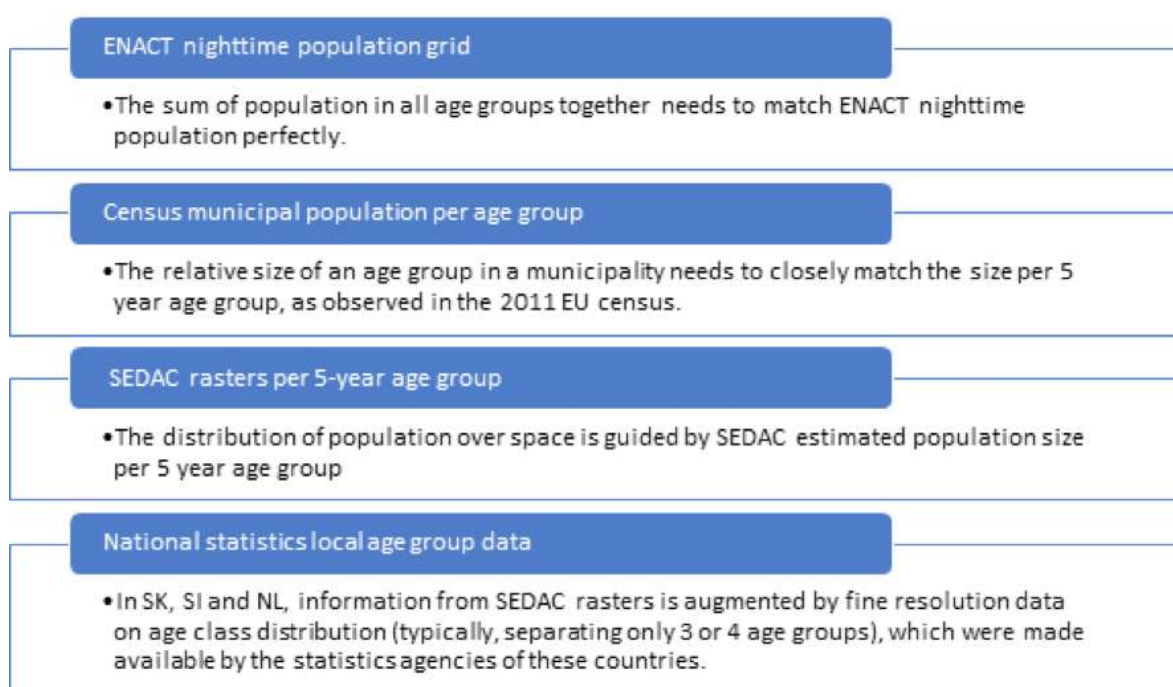 ENACT nighttime population grid
•The sum of population in all age groups together needs to match ENACT nighttime
population perfectly.
Census municipal population per age group
•The relative size of an age group in a municipality needs to closely match the size per 5
year age group, as observed in the 2011 EU census.
SEDAC rasters per 5-year age group
•The distribution of population over space is guided by SEDAC estimated population size
per 5 year age group
National statistics local age group data
•In SK, SI and NL, information from SEDAC rasters is augmented by fine resolution data
on age class distribution (typically, separating only 3 or 4 age groups), which were made
available by the statistics agencies of these countries.